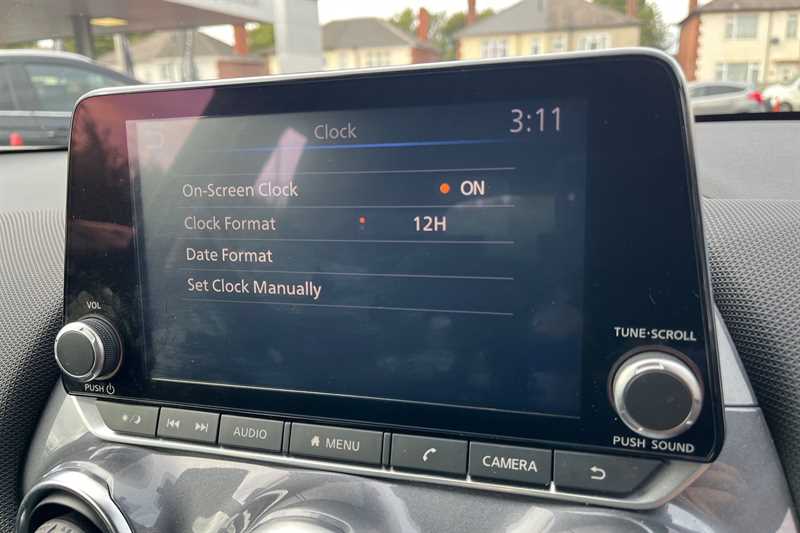 Clock
3:11
On-Screen Clock
ON
Clock Format
12H
Date Format
Set Clock Manually
VOL
PUSH
TUNE·SCROLL
PUSH SOUND
AUDIO
MENU
CAMERA